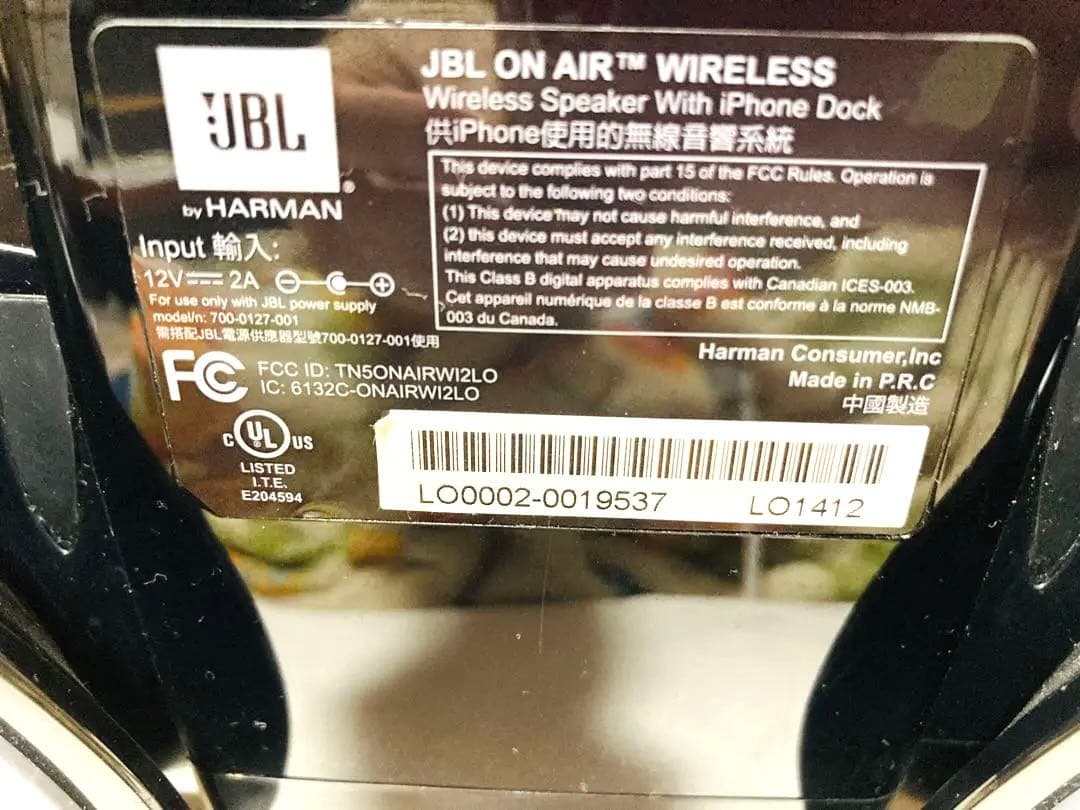 JBL
by HARMAN
JBL ON AIR™ WIRELESS
Wireless Speaker With iPhone Dock
供iPhone使用的無線音響系統
This device complies with part 15 of the FCC Rules. Operation is
subject to the following two conditions:
(1) This device may not cause harmful interference, and
(2) this device must accept any interference received, including
interference that may cause undesired operation.
This Class B digital apparatus complies with Canadian ICES-003.
Cet appareil numérique de la classe B est conforme à la norme NMB-
003 du Canada.
Input 輸入:
12V 2A
For use only with JBL power supply
model/n: 700-0127-001
需搭配JBL電源供應器型號700-0127-001使用
FC FCC ID: TN5ONAIRWI2LO
IC: 6132C-ONAIRWI2LO
Harman Consumer,Inc
Made in P.R.C
中國製造
C UL US
LISTED
I.T.E.
E204594
LO0002-0019537 LO1412